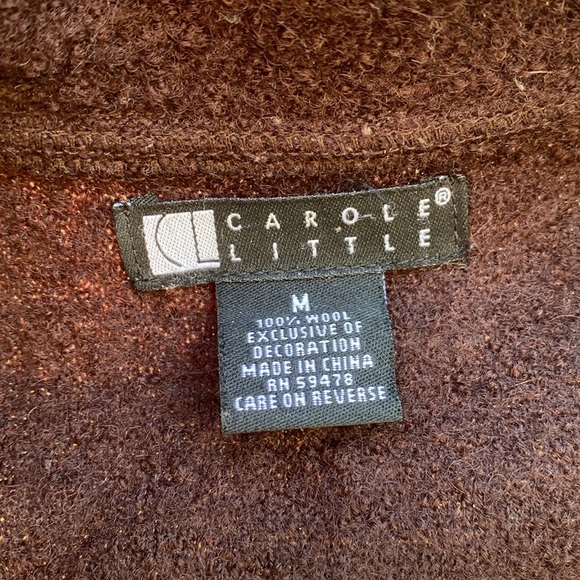 CL CAROLE®
LITTLE
M
100% WOOL
EXCLUSIVE OF
DECORATION
MADE IN CHINA
RN 59478
CARE ON REVERSE